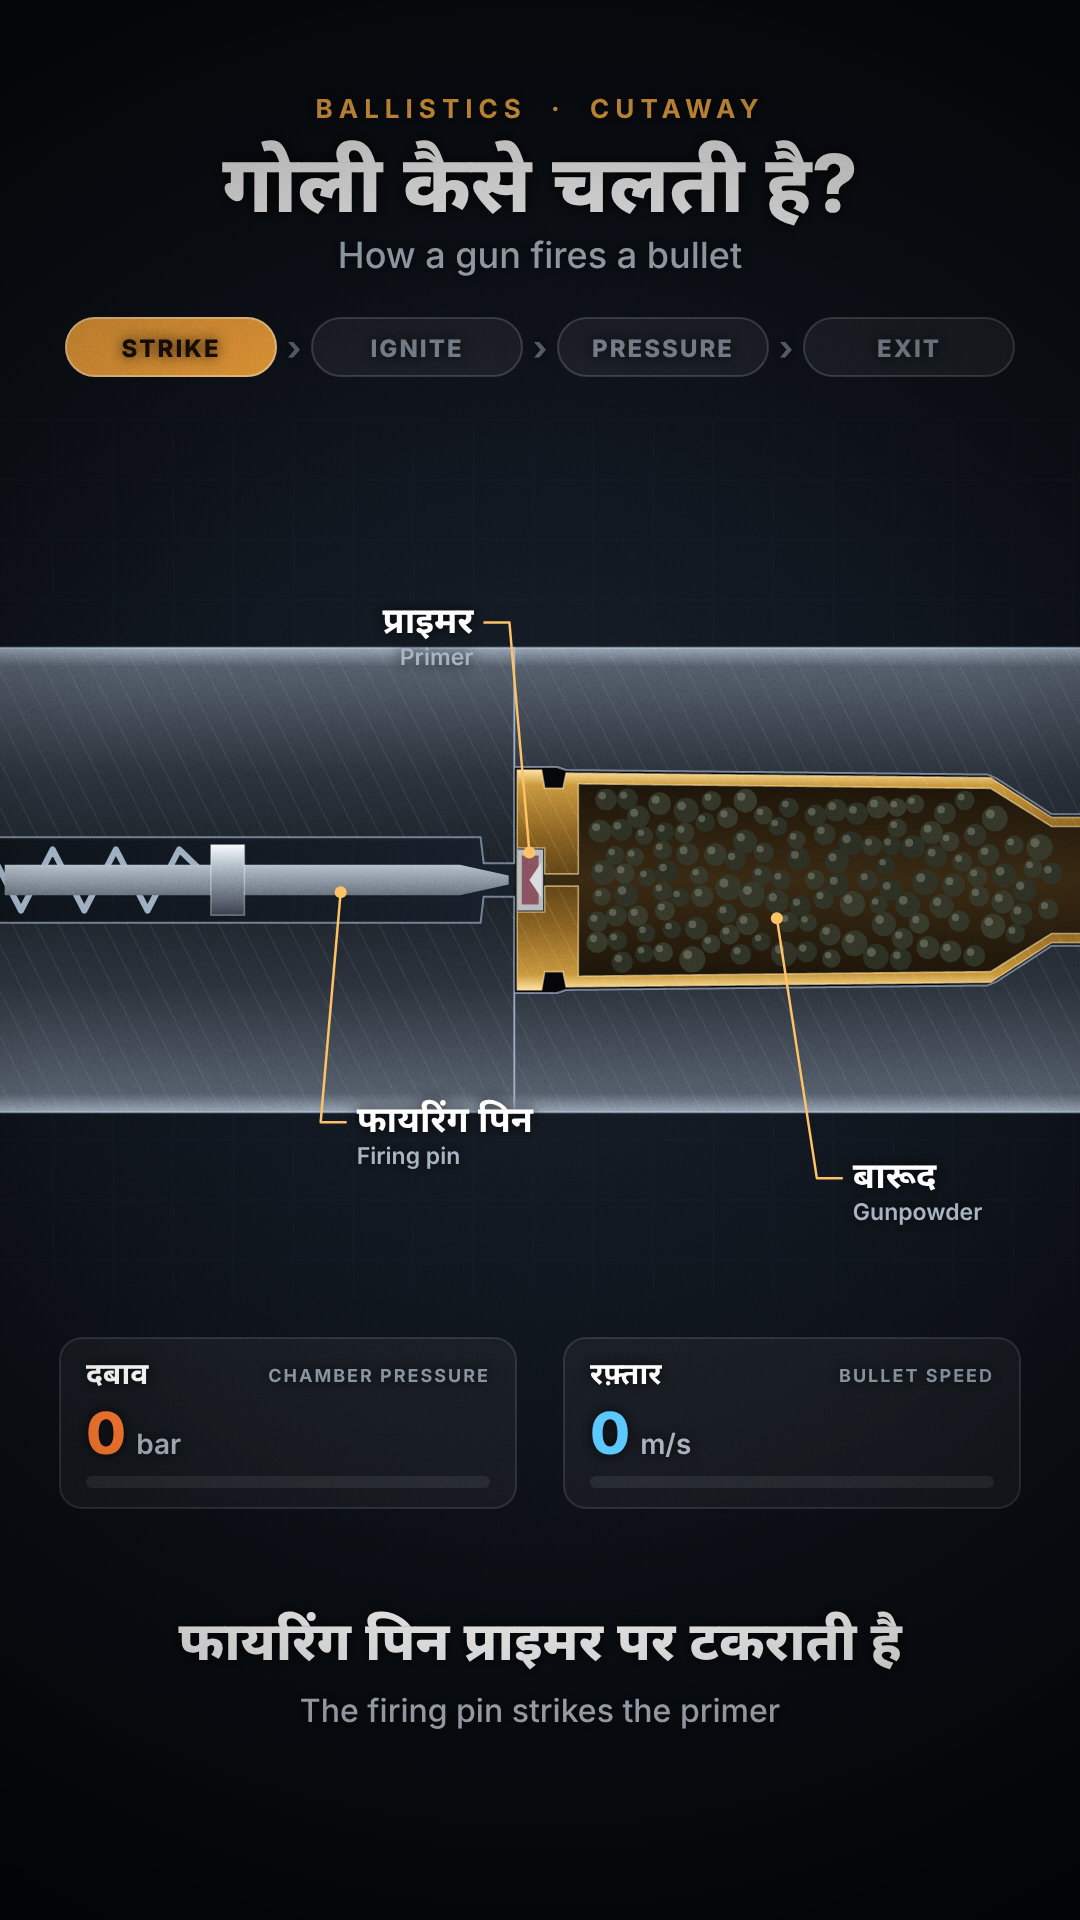 BALLISTICS · CUTAWAY
गोली कैसे चलती है?
How a gun fires a bullet
STRIKE › IGNITE › PRESSURE › EXIT
प्राइमर
Primer
फायरिंग पिन
Firing pin
बारूद
Gunpowder
दबाव CHAMBER PRESSURE
0 bar
रफ़्तार BULLET SPEED
0 m/s
फायरिंग पिन प्राइमर पर टकराती है
The firing pin strikes the primer